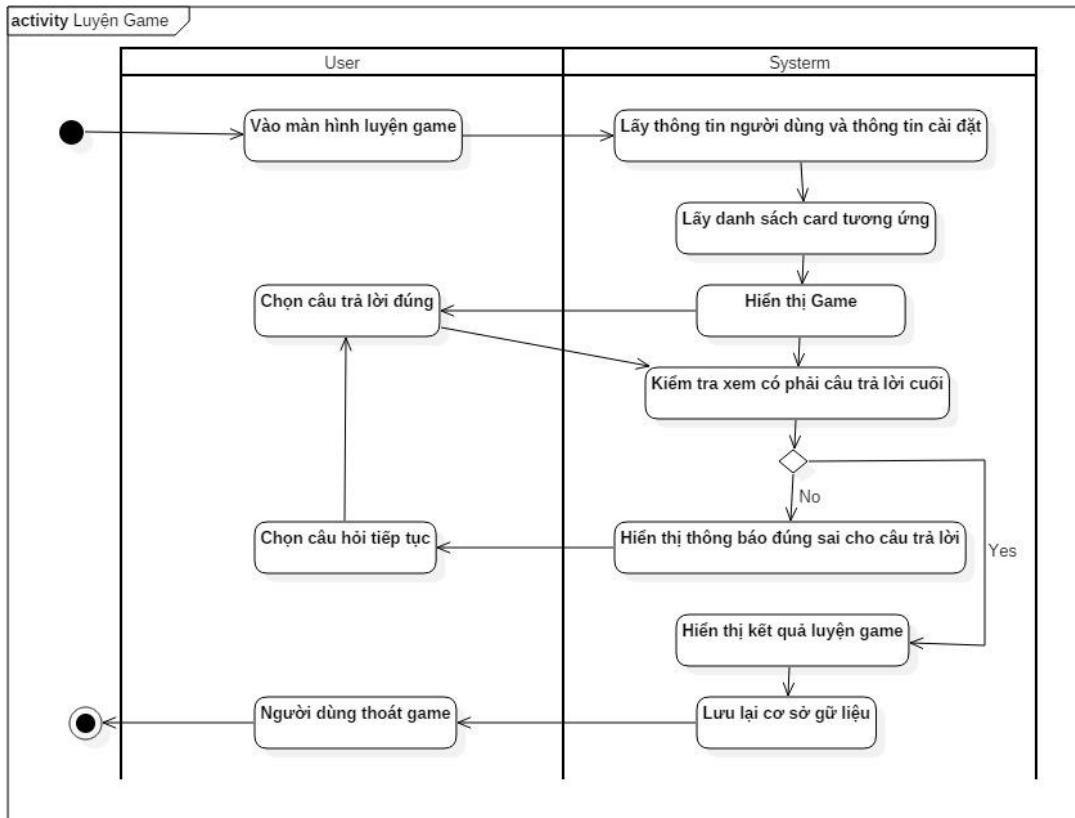 activity Luyện Game
User
Systerm
Vào màn hình luyện game
Lấy thông tin người dùng và thông tin cài đặt
Lấy danh sách card tương ứng
Chọn câu trả lời đúng
Hiển thị Game
Kiểm tra xem có phải câu trả lời cuối
No
Chọn câu hỏi tiếp tục
Hiển thị thông báo đúng sai cho câu trả lời
Yes
Hiển thị kết quả luyện game
Người dùng thoát game
Lưu lại cơ sở gữ liệu